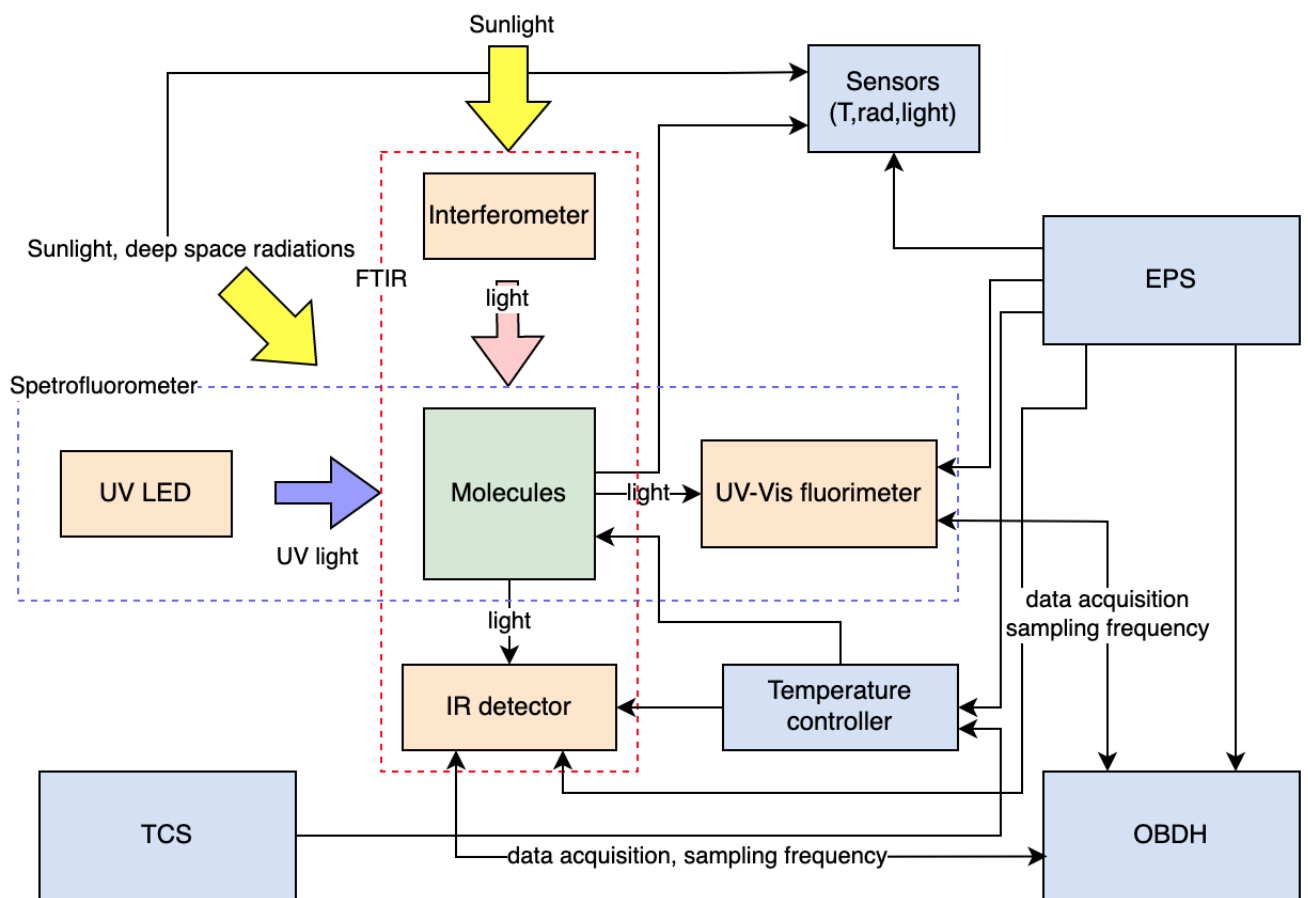 Sunlight
Sensors
(T,rad,light)
Interferometer
Sunlight, deep space radiations
FTIR
EPS
light
Spetrofluorometer
UV LED
Molecules
light
UV-Vis fluorimeter
UV light
data acquisition
sampling frequency
light
IR detector
Temperature
controller
TCS
OBDH
data acquisition, sampling frequency